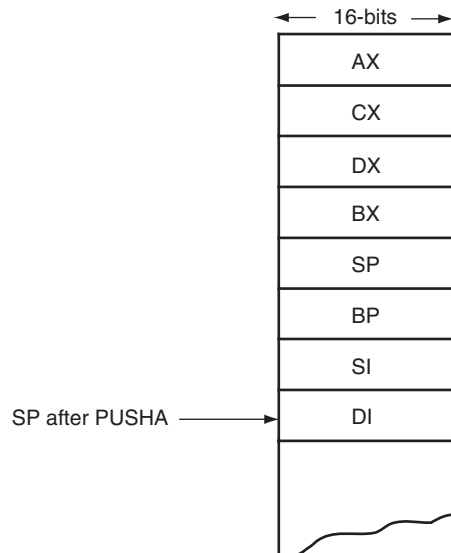 16-bits
AX
CX
DX
BX
SP
BP
SI
SP after PUSHA
DI